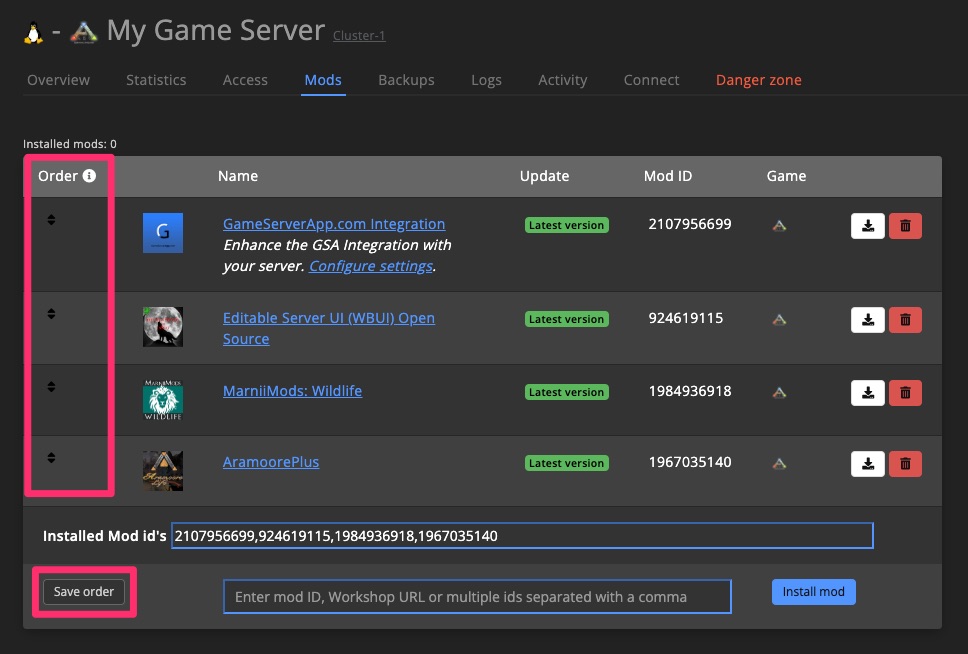 - My Game Server Cluster-1
Overview Statistics Access Mods Backups Logs Activity Connect Danger zone
Installed mods: 0
Order Name Update Mod ID Game
G GameServerApp.com Integration Latest version 2107956699
Enhance the GSA Integration with
your server. Configure settings.
Editable Server UI (WBUI) Open Latest version 924619115
Source
MarniiMods: Wildlife Latest version 1984936918
MARNIIMODS
WILDLIFE
AramoorePlus Latest version 1967035140
Installed Mod id's 2107956699,924619115,1984936918,1967035140
Save order Enter mod ID, Workshop URL or multiple ids separated with a comma Install mod